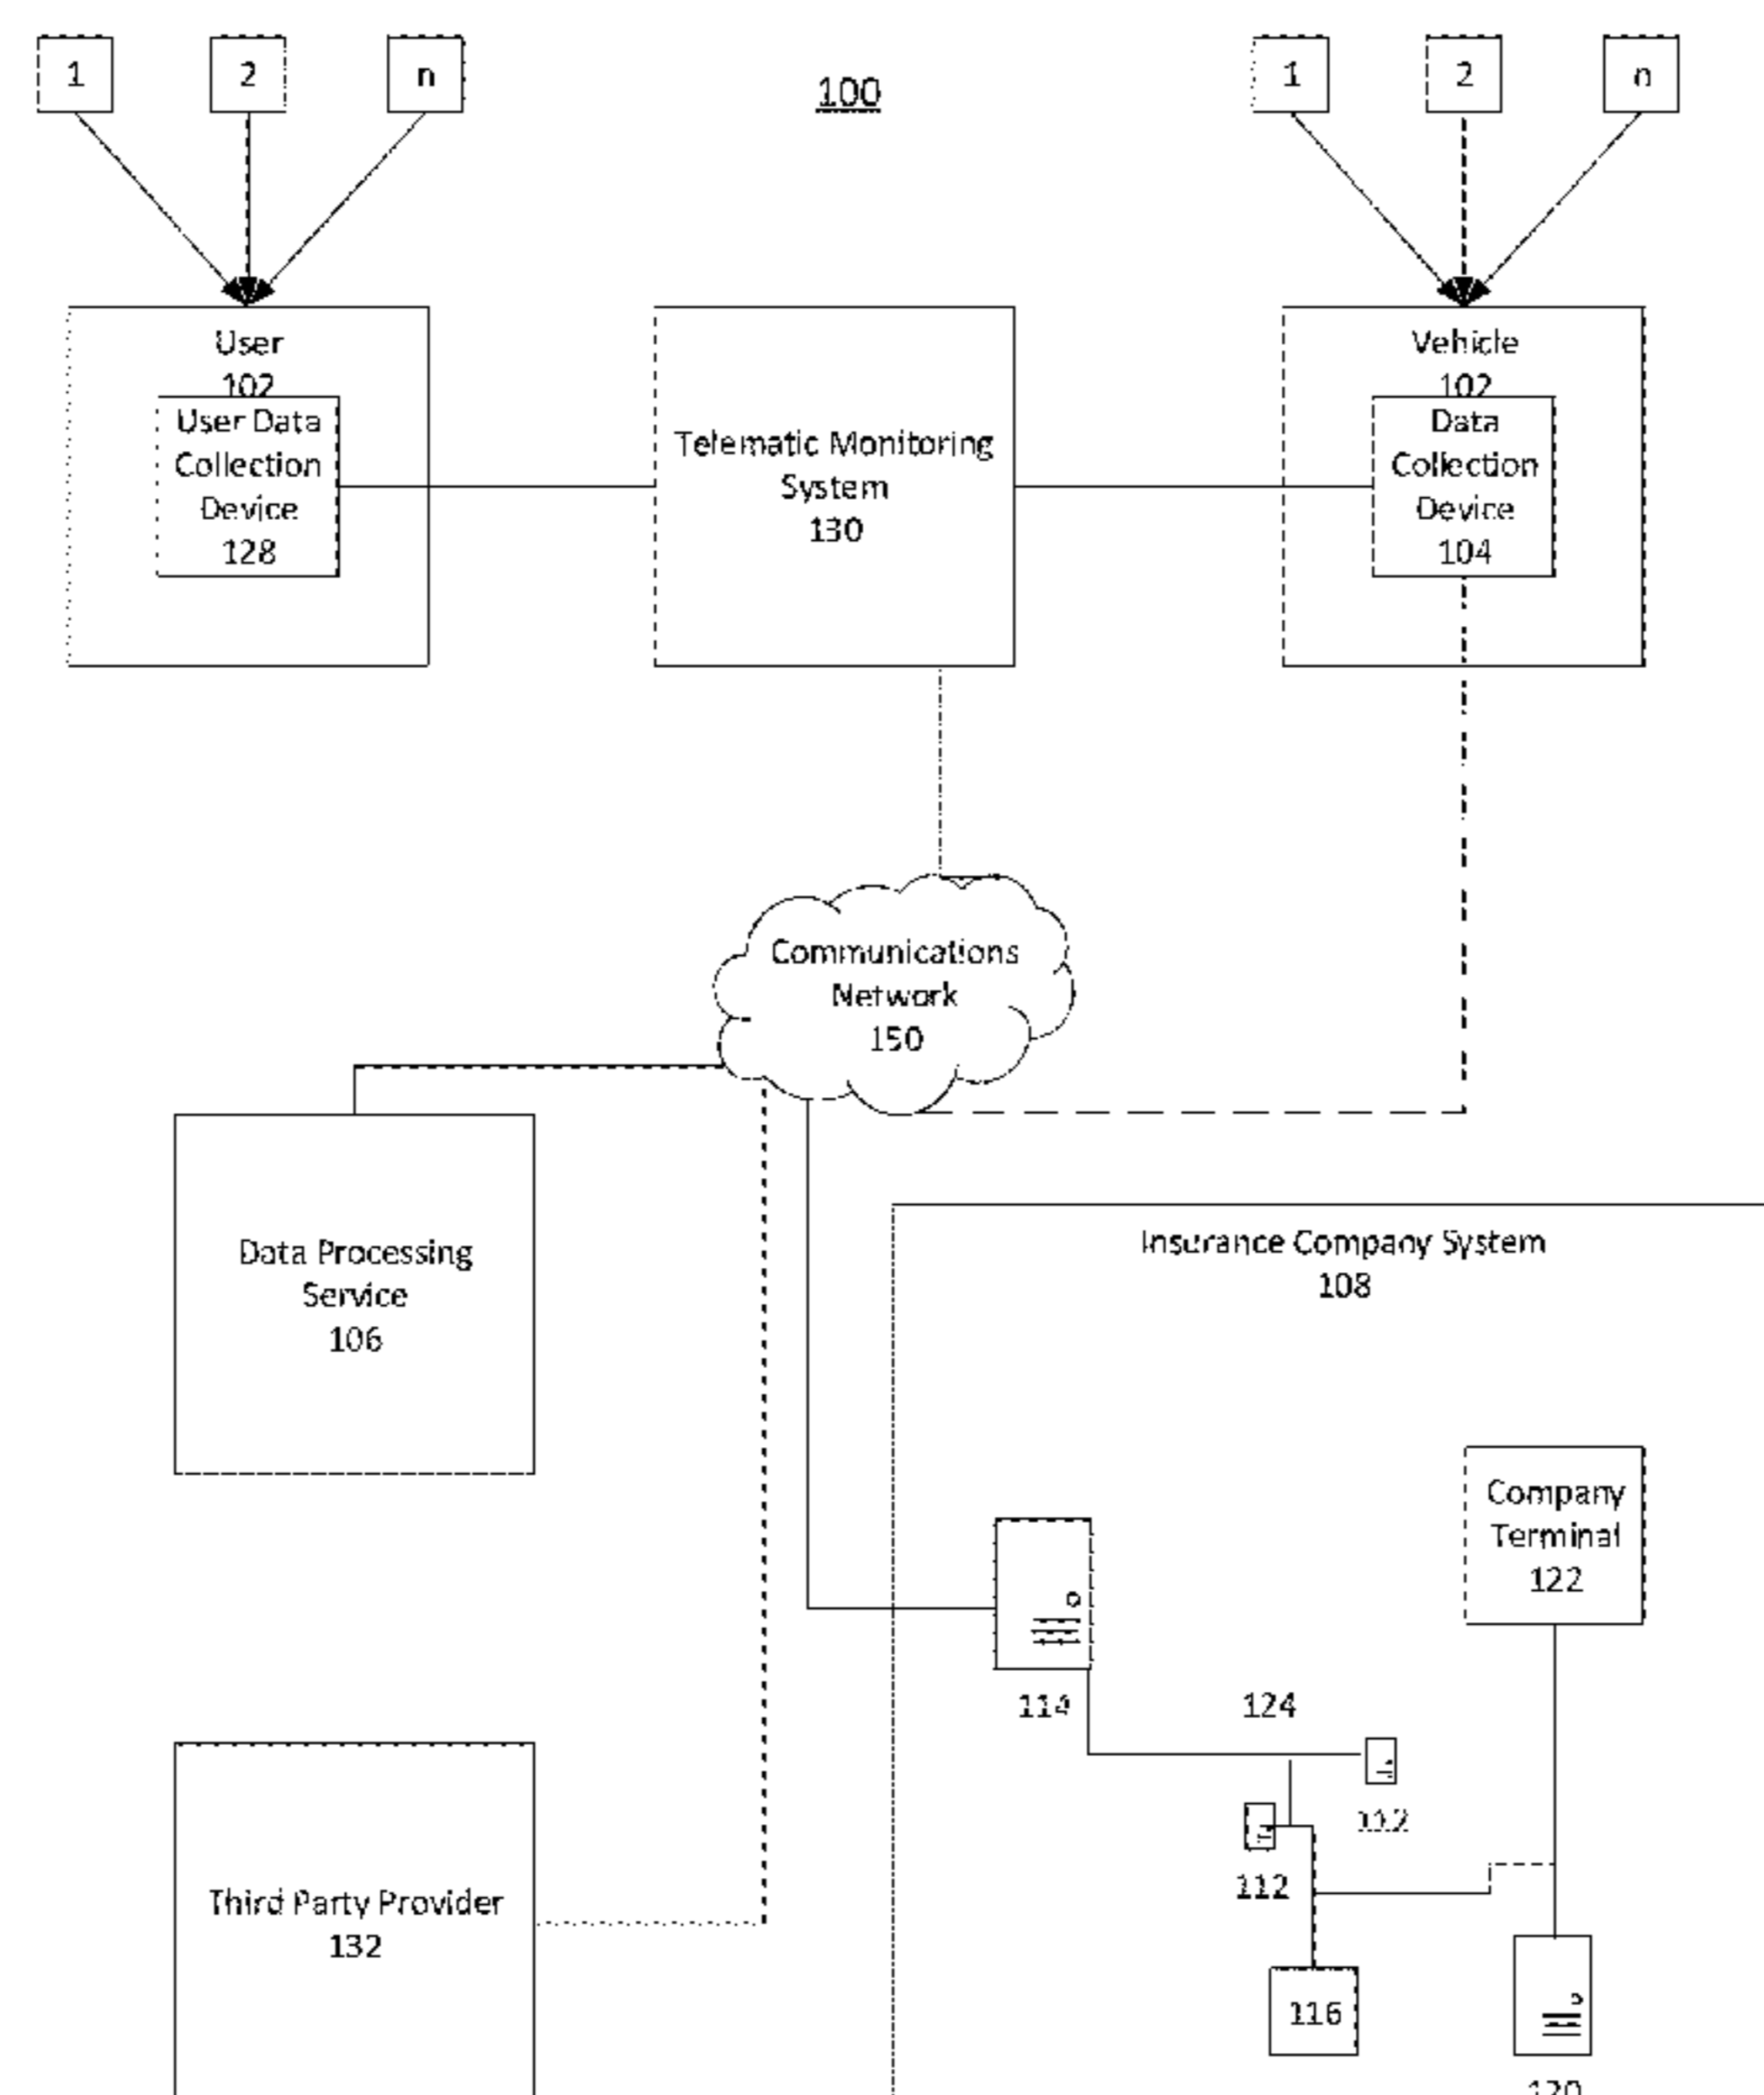 1
2
n
100
1
2
n
User
102
User Data
Collection
Device
128
Telematic Monitoring
System
130
Vehicle
102
Data
Collection
Device
104
Communications
Network
150
Data Processing
Service
106
Insurance Company System
108
Company
Terminal
122
114
124
112
112
Third Party Provider
132
116